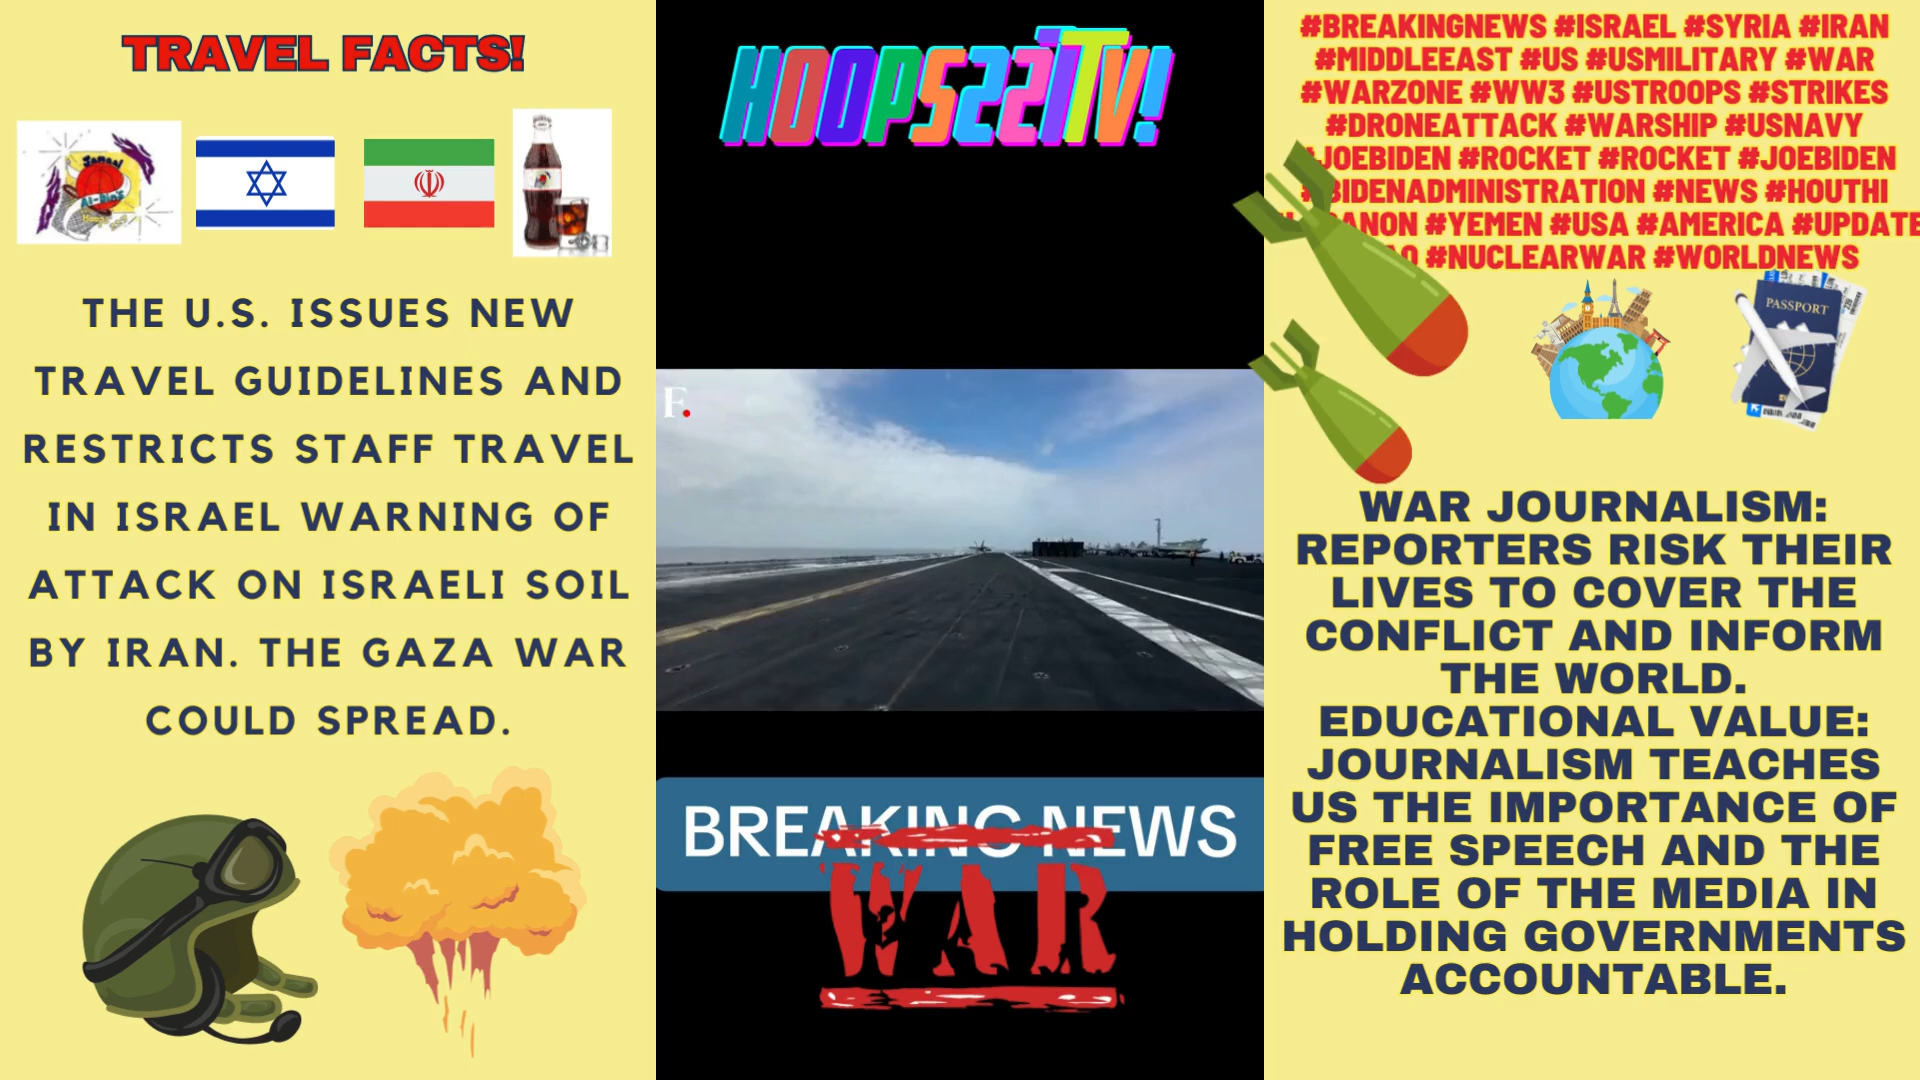 TRAVEL FACTS!
THE U.S. ISSUES NEW
TRAVEL GUIDELINES AND
RESTRICTS STAFF TRAVEL
IN ISRAEL WARNING OF
ATTACK ON ISRAELI SOIL
BY IRAN. THE GAZA WAR
COULD SPREAD.
HOOPS227TV!
F.
BREAKING NEWS
WAR
#BREAKINGNEWS #ISRAEL #SYRIA #IRAN
#MIDDLEEAST #US #USMILITARY #WAR
#WARZONE #WW3 #USTROOPS #STRIKES
#DRONEATTACK #WARSHIP #USNAVY
#JOEBIDEN #ROCKET #ROCKET #JOEBIDEN
#BIDENADMINISTRATION #NEWS #HOUTHI
#YEMEN #USA #AMERICA #UPDATE
#NUCLEARWAR #WORLDNEWS
PASSPORT
WAR JOURNALISM:
REPORTERS RISK THEIR
LIVES TO COVER THE
CONFLICT AND INFORM
THE WORLD.
EDUCATIONAL VALUE:
JOURNALISM TEACHES
US THE IMPORTANCE OF
FREE SPEECH AND THE
ROLE OF THE MEDIA IN
HOLDING GOVERNMENTS
ACCOUNTABLE.